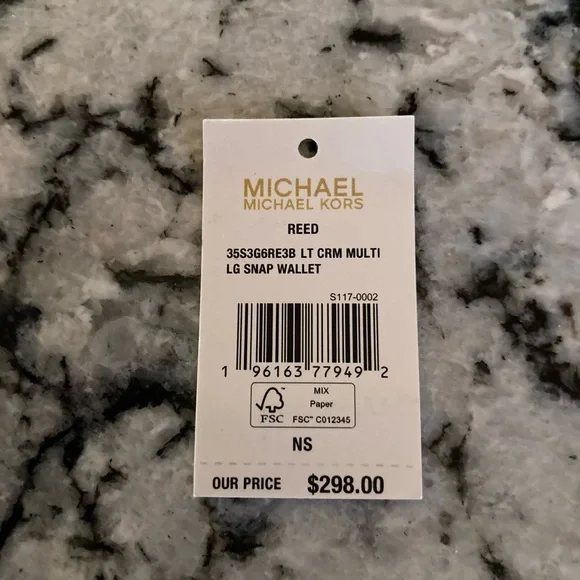 MICHAEL
MICHAEL KORS
REED
35S3G6RE3B LT CRM MULTI
LG SNAP WALLET
S117-0002
1 96163 77949 2
MIX
Paper
FSC™ C012345
FSC™
NS
OUR PRICE $298.00